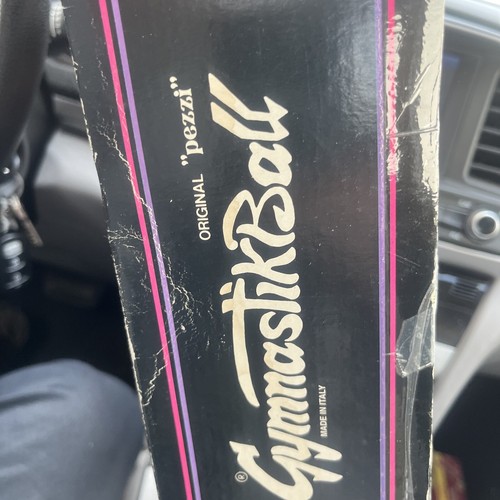 ORIGINAL "pezzi"
GymnastikBall
®
MADE IN ITALY